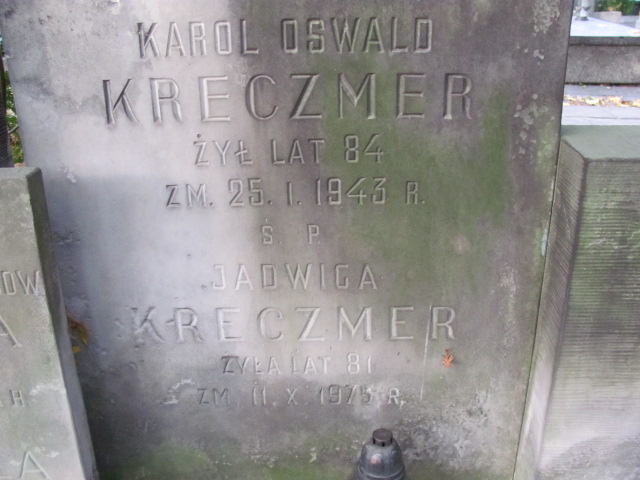 KAROL OSWALD
KRECZMER
ŻYŁ LAT 84
ZM. 25. I. 1943 R.
Ś. P.
JADWIGA
KRECZMER
ŻYŁA LAT 81
ZM. 11. X. 1975 R.